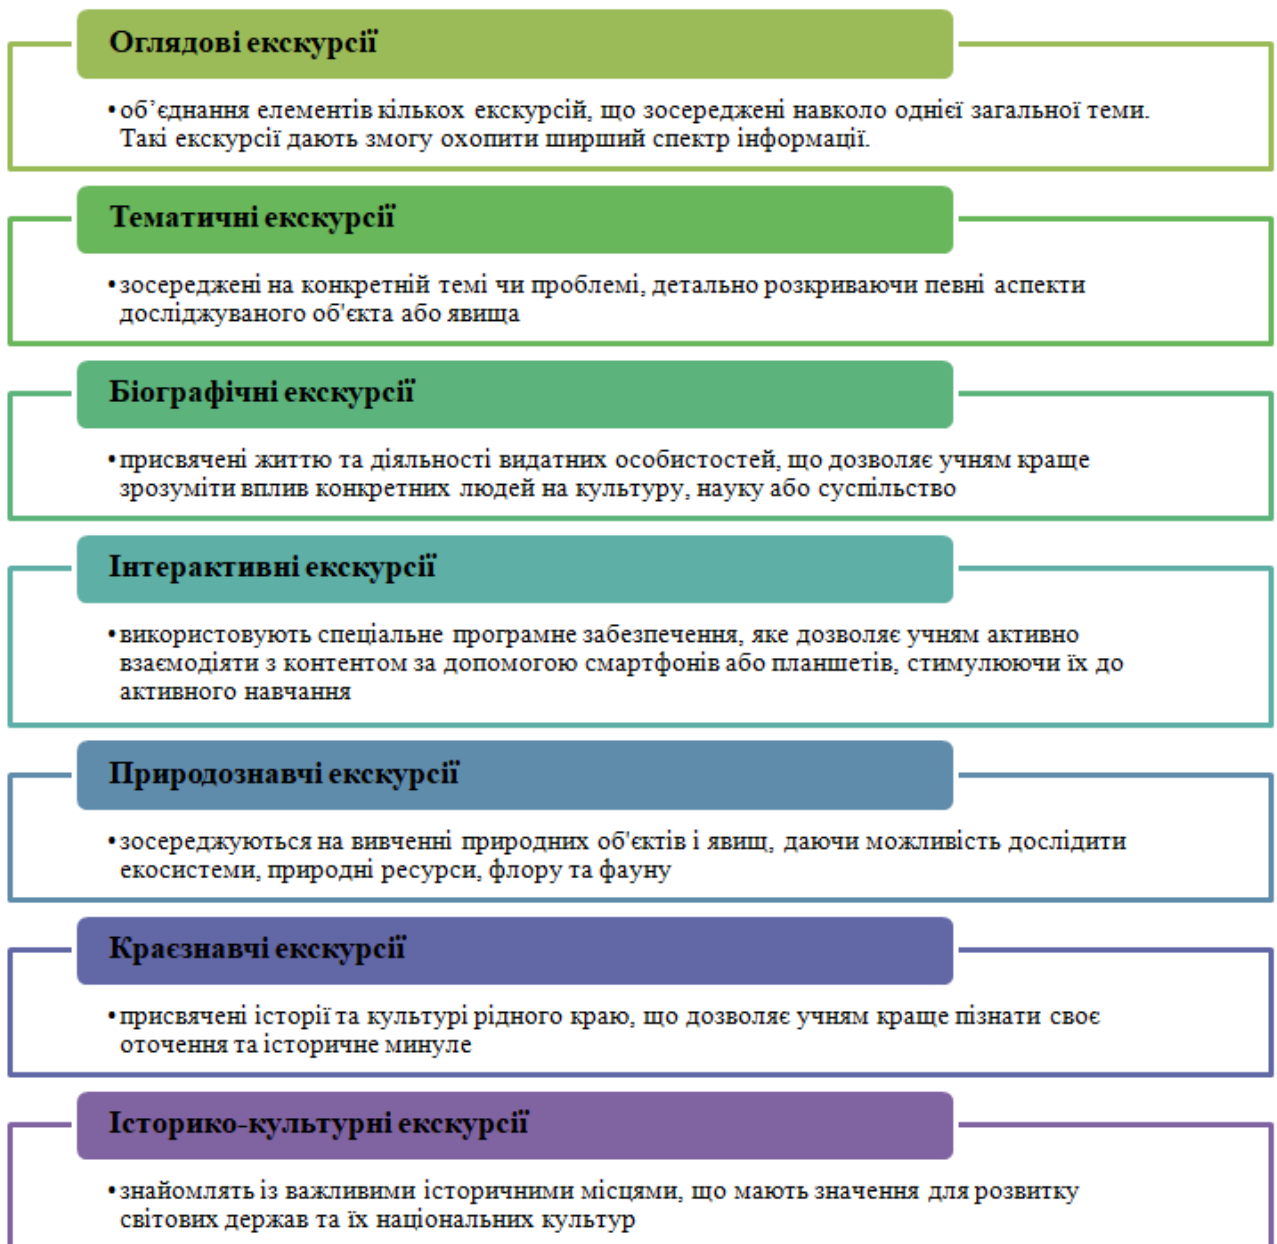 Оглядові екскурсії
•об’єднання елементів кількох екскурсій, що зосереджені навколо однієї загальної теми.
Такі екскурсії дають змогу охопити ширший спектр інформації.
Тематичні екскурсії
•зосереджені на конкретній темі чи проблемі, детально розкриваючи певні аспекти
досліджуваного об'єкта або явища
Біографічні екскурсії
•присвячені життю та діяльності видатних особистостей, що дозволяє учням краще
зрозуміти вплив конкретних людей на культуру, науку або суспільство
Інтерактивні екскурсії
•використовують спеціальне програмне забезпечення, яке дозволяє учням активно
взаємодіяти з контентом за допомогою смартфонів або планшетів, стимулюючи їх до
активного навчання
Природознавчі екскурсії
•зосереджуються на вивченні природних об'єктів і явищ, даючи можливість дослідити
екосистеми, природні ресурси, флору та фауну
Краєзнавчі екскурсії
•присвячені історії та культурі рідного краю, що дозволяє учням краще пізнати своє
оточення та історичне минуле
Історико-культурні екскурсії
•знайомлять із важливими історичними місцями, що мають значення для розвитку
світових держав та їх національних культур